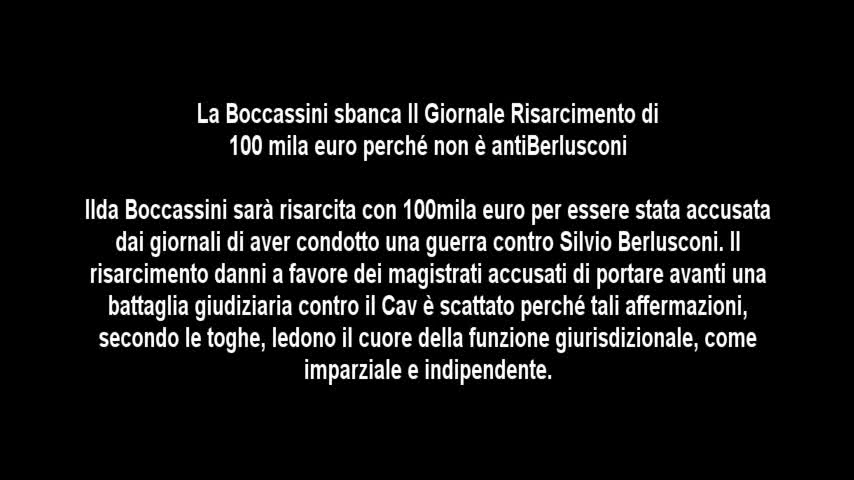 La Boccassini sbanca Il Giornale Risarcimento di
100 mila euro perché non è antiBerlusconi
Ilda Boccassini sarà risarcita con 100mila euro per essere stata accusata
dai giornali di aver condotto una guerra contro Silvio Berlusconi. Il
risarcimento danni a favore dei magistrati accusati di portare avanti una
battaglia giudiziaria contro il Cav è scattato perché tali affermazioni,
secondo le toghe, ledono il cuore della funzione giurisdizionale, come
imparziale e indipendente.